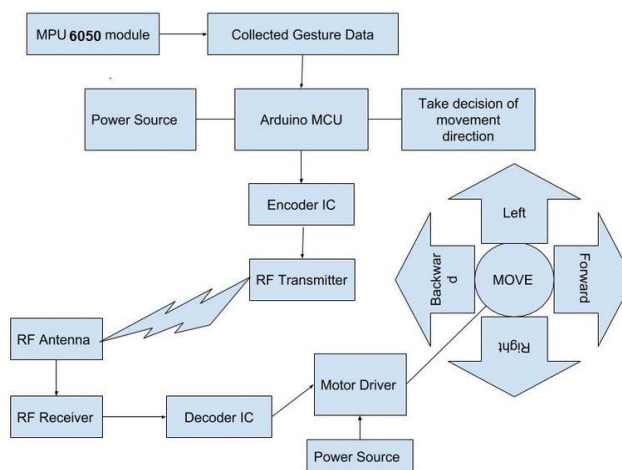 MPU 6050 module
Collected Gesture Data
Power Source
Arduino MCU
Take decision of
movement
direction
Encoder IC
Left
RF Transmitter
Backwar
d
MOVE
Forward
Right
RF Antenna
Motor Driver
RF Receiver
Decoder IC
Power Source